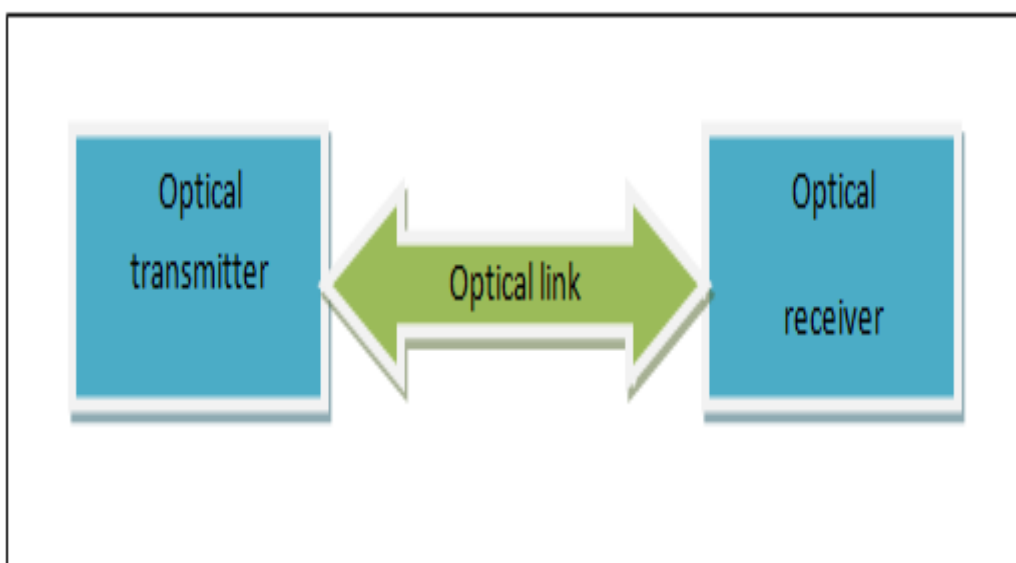 Optical
transmitter
Optical link
Optical
receiver